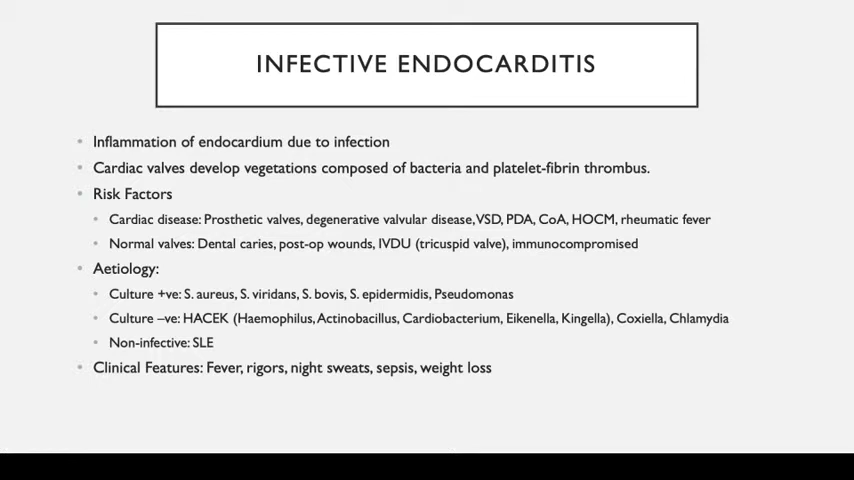 INFECTIVE ENDOCARDITIS
• Inflammation of endocardium due to infection
• Cardiac valves develop vegetations composed of bacteria and platelet-fibrin thrombus.
• Risk Factors
• Cardiac disease: Prosthetic valves, degenerative valvular disease, VSD, PDA, CoA, HOCM, rheumatic fever
• Normal valves: Dental caries, post-op wounds, IVDU (tricuspid valve), immunocompromised
• Aetiology:
• Culture +ve: S. aureus, S. viridans, S. bovis, S. epidermidis, Pseudomonas
• Culture –ve: HACEK (Haemophilus, Actinobacillus, Cardiobacterium, Eikenella, Kingella), Coxiella, Chlamydia
• Non-infective: SLE
• Clinical Features: Fever, rigors, night sweats, sepsis, weight loss